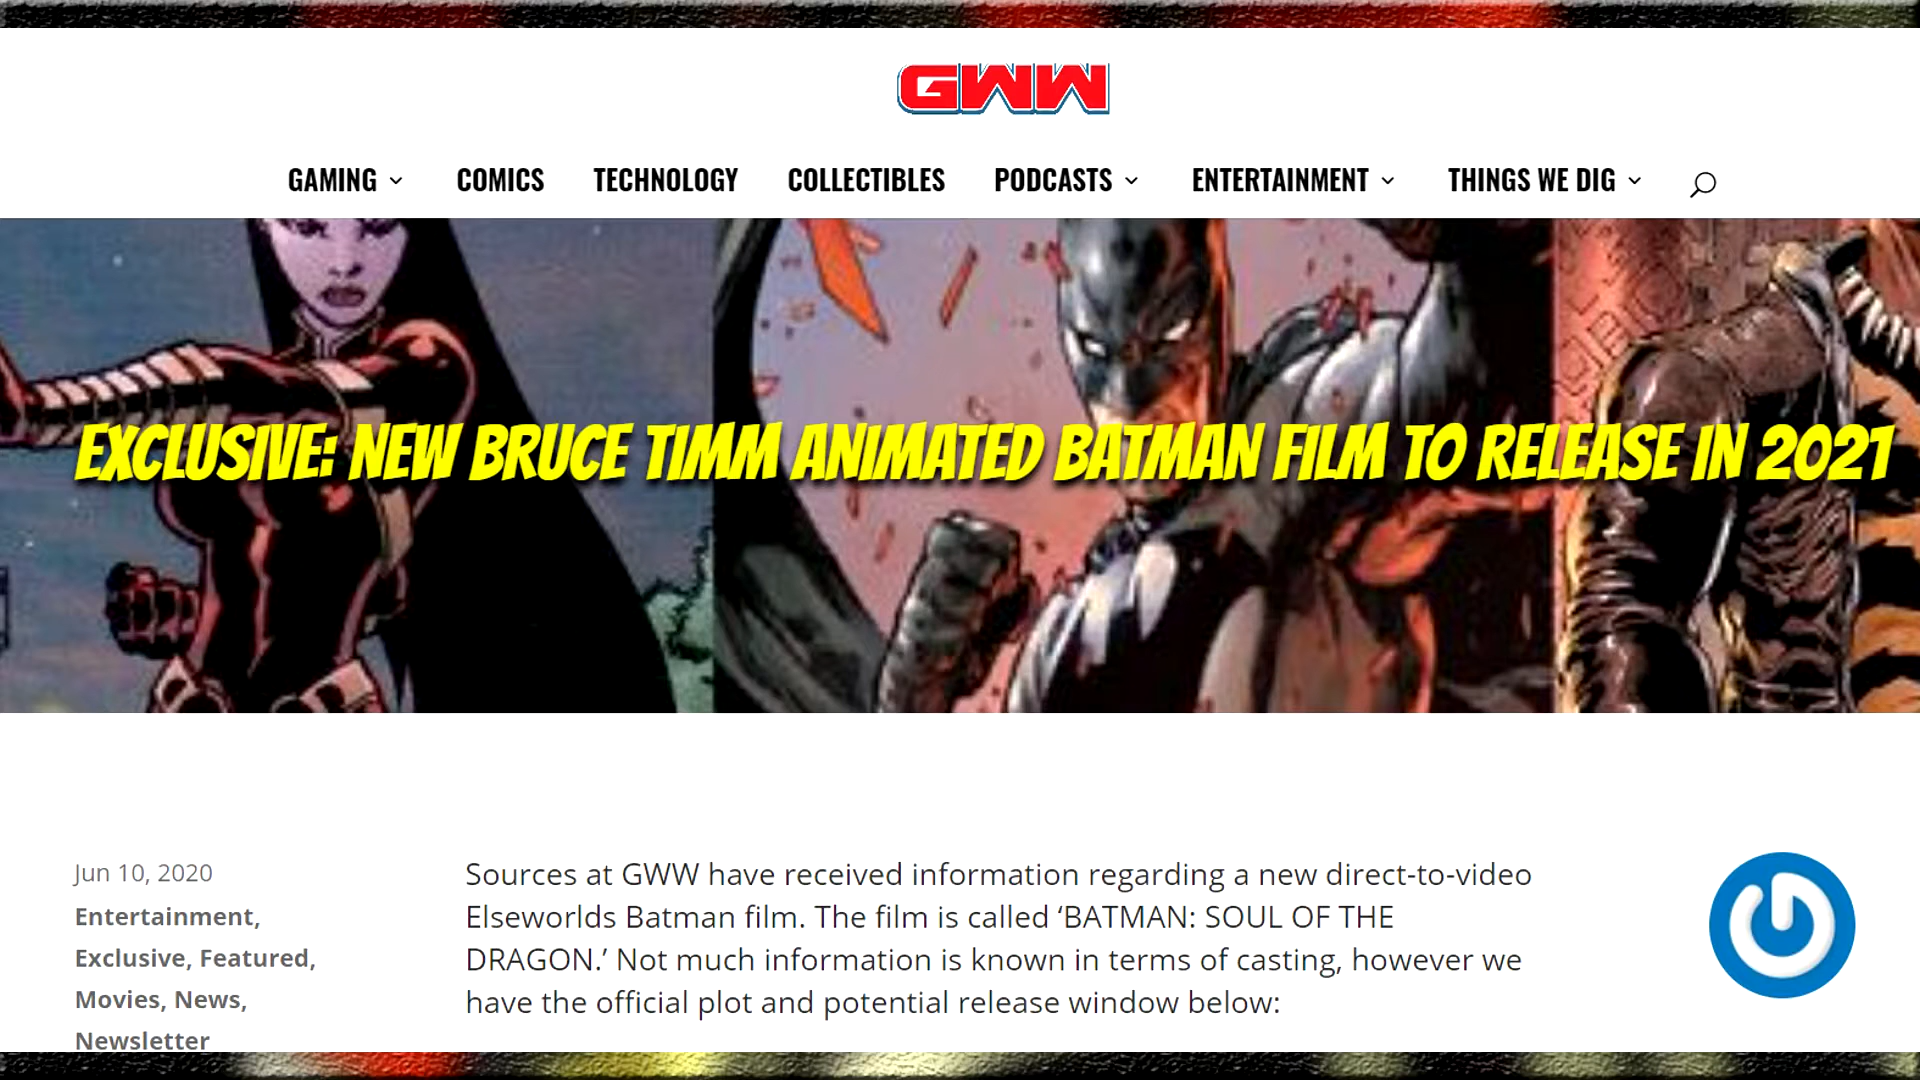 GWW
GAMING COMICS TECHNOLOGY COLLECTIBLES PODCASTS ENTERTAINMENT THINGS WE DIG
EXCLUSIVE: NEW BRUCE TIMM ANIMATED BATMAN FILM TO RELEASE IN 2021
Jun 10, 2020
Entertainment,
Exclusive, Featured,
Movies, News,
Newsletter
Sources at GWW have received information regarding a new direct-to-video
Elseworlds Batman film. The film is called ‘BATMAN: SOUL OF THE
DRAGON.’ Not much information is known in terms of casting, however we
have the official plot and potential release window below: